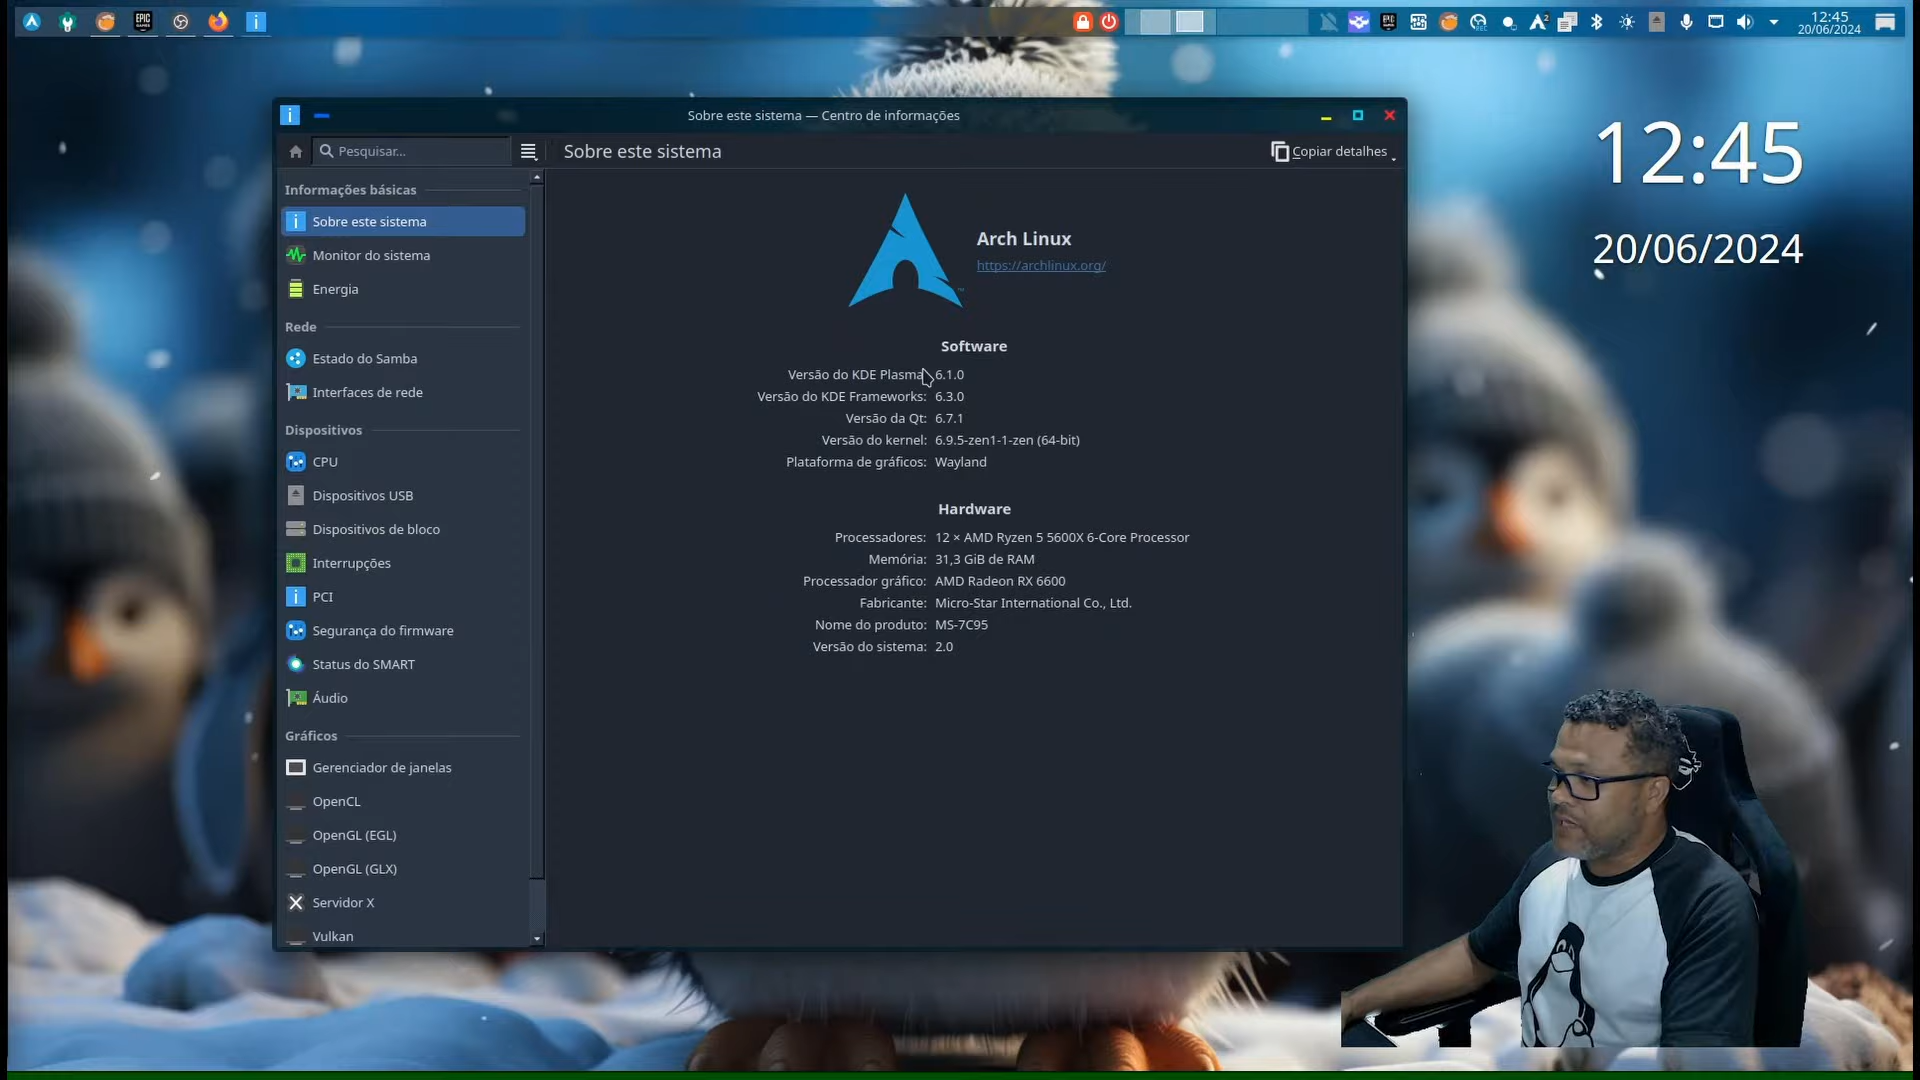 EPIC
GAMES
12:45
20/06/2024
Sobre este sistema — Centro de informações
Pesquisar...
Sobre este sistema
Copiar detalhes
12:45
20/06/2024
Informações básicas
Sobre este sistema
Monitor do sistema
Energia
Rede
Estado do Samba
Interfaces de rede
Dispositivos
CPU
Dispositivos USB
Dispositivos de bloco
Interrupções
PCI
Segurança do firmware
Status do SMART
Áudio
Gráficos
Gerenciador de janelas
OpenCL
OpenGL (EGL)
OpenGL (GLX)
Servidor X
Vulkan
Arch Linux
https://archlinux.org/
Software
Versão do KDE Plasma: 6.1.0
Versão do KDE Frameworks: 6.3.0
Versão da Qt: 6.7.1
Versão do kernel: 6.9.5-zen1-1-zen (64-bit)
Plataforma de gráficos: Wayland
Hardware
Processadores: 12 × AMD Ryzen 5 5600X 6-Core Processor
Memória: 31,3 GiB de RAM
Processador gráfico: AMD Radeon RX 6600
Fabricante: Micro-Star International Co., Ltd.
Nome do produto: MS-7C95
Versão do sistema: 2.0